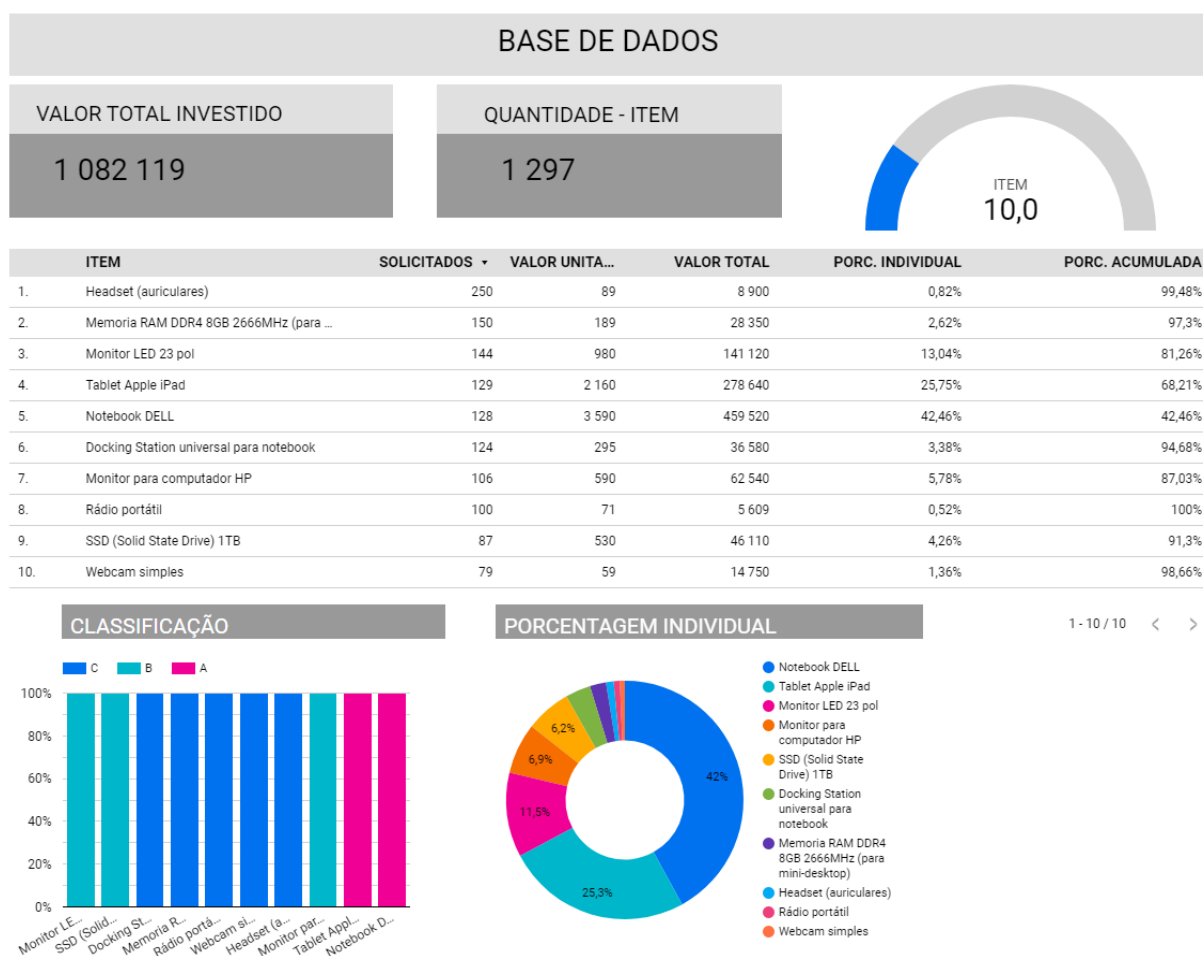 BASE DE DADOS
VALOR TOTAL INVESTIDO
1 082 119
QUANTIDADE - ITEM
1 297
ITEM
10,0
ITEM SOLICITADOS VALOR UNITA... VALOR TOTAL PORC. INDIVIDUAL PORC. ACUMULADA
1. Headset (auriculares) 250 89 8 900 0,82% 99,48%
2. Memoria RAM DDR4 8GB 2666MHz (para ... 150 189 28 350 2,62% 97,3%
3. Monitor LED 23 pol 144 980 141 120 13,04% 81,26%
4. Tablet Apple iPad 129 2 160 278 640 25,75% 68,21%
5. Notebook DELL 128 3 590 459 520 42,46% 42,46%
6. Docking Station universal para notebook 124 295 36 580 3,38% 94,68%
7. Monitor para computador HP 106 590 62 540 5,78% 87,03%
8. Rádio portátil 100 71 5 609 0,52% 100%
9. SSD (Solid State Drive) 1TB 87 530 46 110 4,26% 91,3%
10. Webcam simples 79 59 14 750 1,36% 98,66%
1 - 10 / 10
CLASSIFICAÇÃO
C B A
100%
80%
60%
40%
20%
0%
Monitor LE...
SSD (Solid...
Docking St...
Memoria R...
Rádio portá...
Webcam si...
Headset (a...
Monitor par...
Tablet Appl...
Notebook D...
PORCENTAGEM INDIVIDUAL
42%
25,3%
11,5%
6,9%
6,2%
Notebook DELL
Tablet Apple iPad
Monitor LED 23 pol
Monitor para
computador HP
SSD (Solid State
Drive) 1TB
Docking Station
universal para
notebook
Memoria RAM DDR4
8GB 2666MHz (para
mini-desktop)
Headset (auriculares)
Rádio portátil
Webcam simples